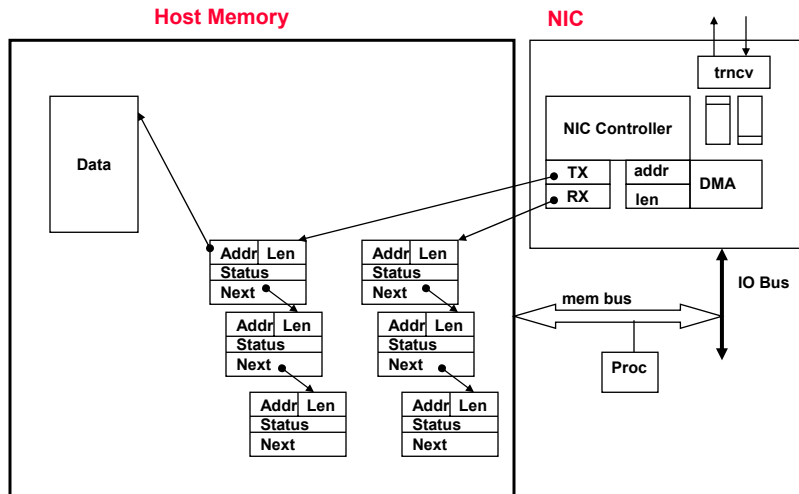 Host Memory
NIC
trncv
NIC Controller
Data
TX
addr
DMA
RX
len
Addr Len
Status
Next
Addr Len
Status
Next
IO Bus
mem bus
Addr Len
Status
Next
Addr Len
Status
Next
Proc
Addr Len
Status
Next
Addr Len
Status
Next